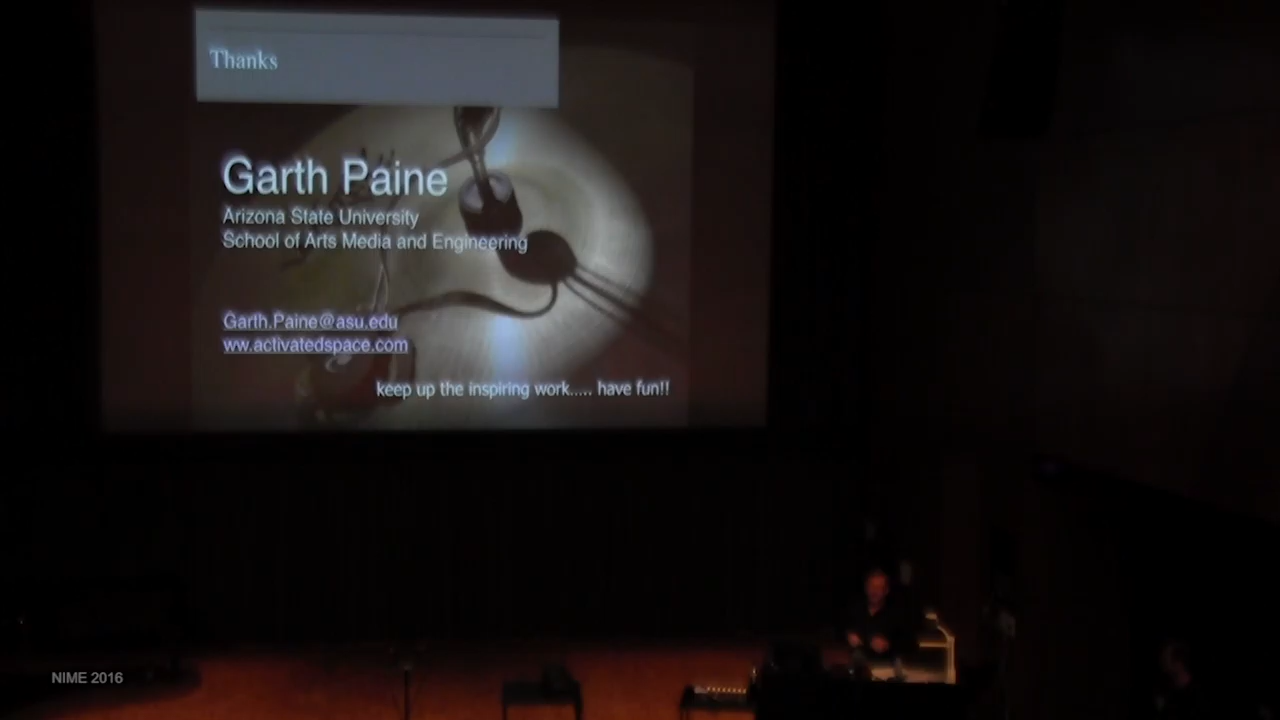 Thanks
Garth Paine
Arizona State University
School of Arts Media and Engineering
Garth.Paine@asu.edu
ww.activatedspace.com
keep up the inspiring work..... have fun!!
NIME 2016